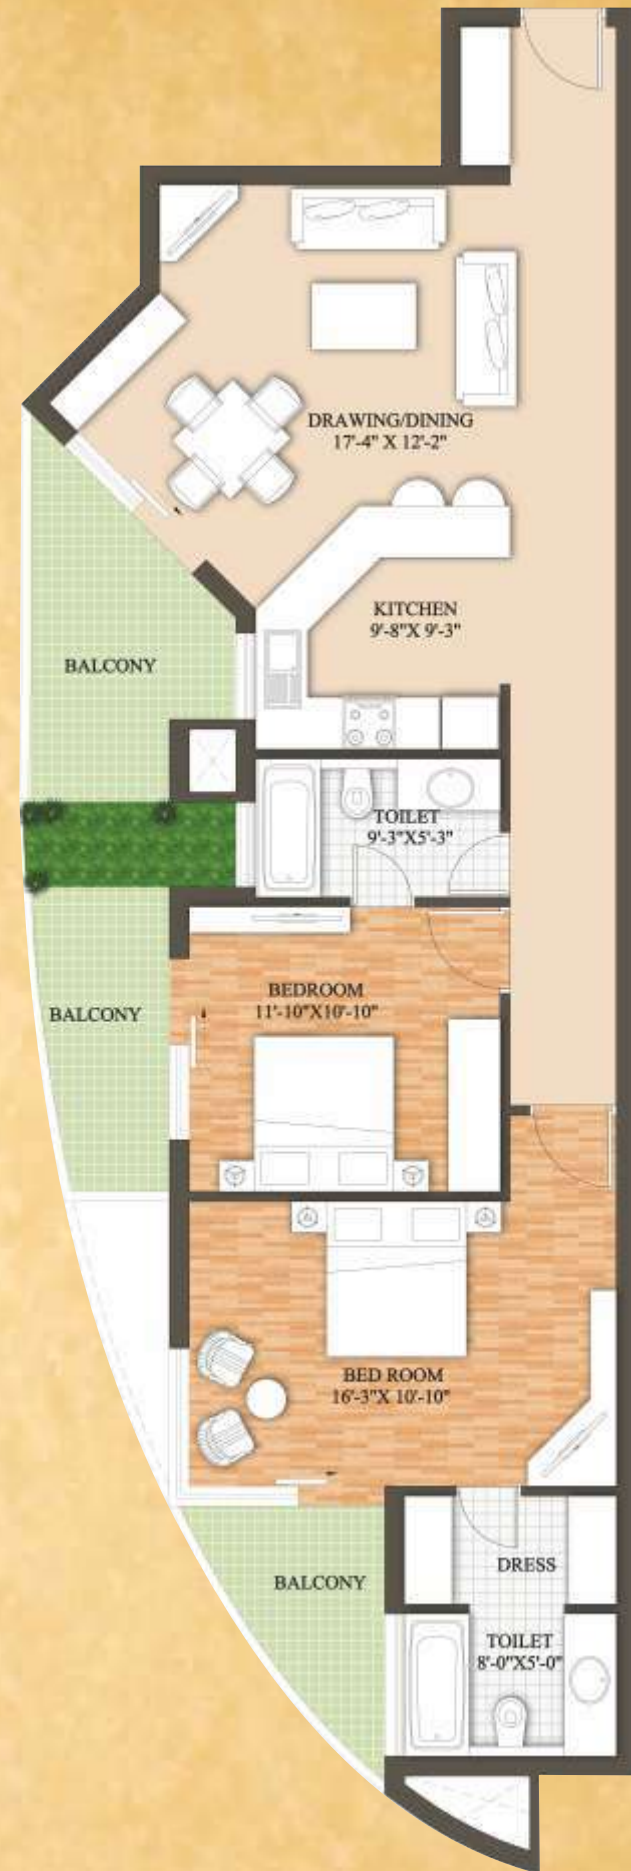 DRAWING/DINING
17'-4" X 12'-2"
KITCHEN
9'-8"X 9'-3"
BALCONY
TOILET
9'-3"X5'-3"
BEDROOM
11'-10"X10'-10"
BALCONY
BED ROOM
16'-3"X 10'-10"
DRESS
BALCONY
TOILET
8'-0"X5'-0"